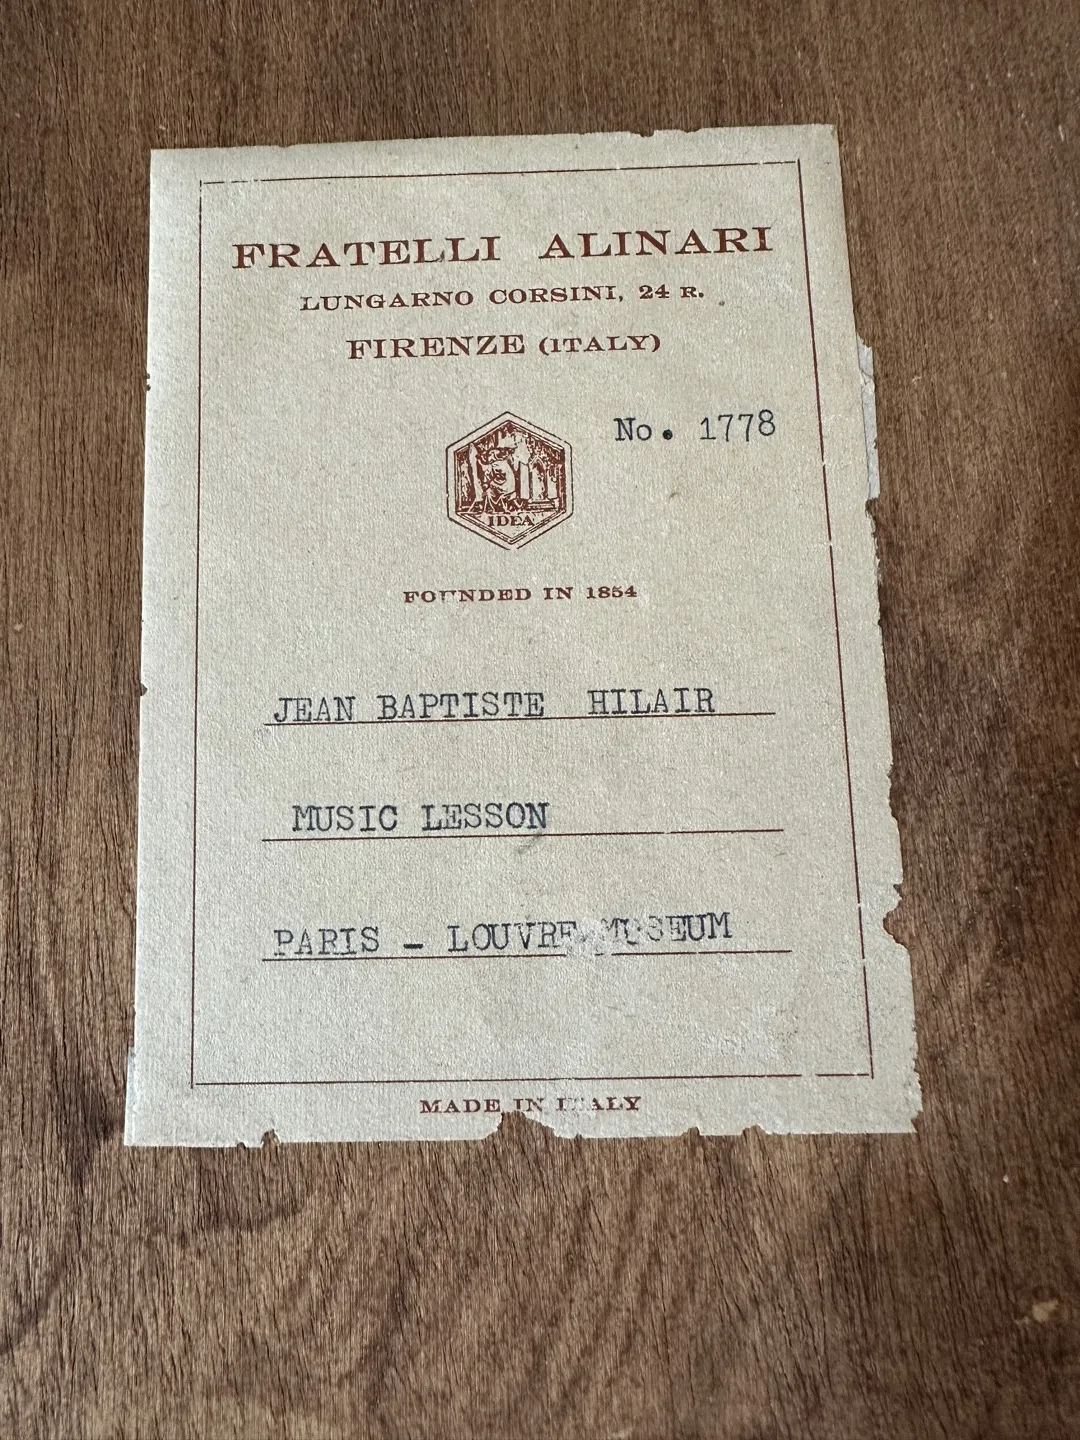 FRATELLI ALINARI
LUNGARNO CORSINI, 24 R.
FIRENZE (ITALY)
No. 1778
IDEA
FOUNDED IN 1854
JEAN BAPTISTE HILAIR
MUSIC LESSON
PARIS - LOUVRE MUSEUM
MADE IN ITALY